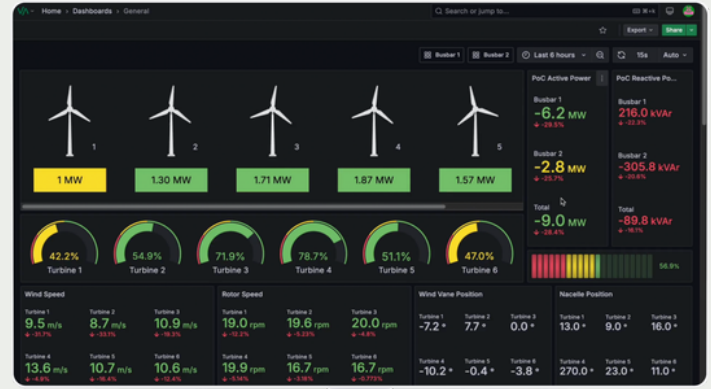 Home › Dashboards › General
Search or jump to...
⌘+k
Export
Share
Busbar 1
Busbar 2
Last 6 hours
15s
Auto
1
2
3
4
5
1 MW
1.30 MW
1.71 MW
1.87 MW
1.57 MW
PoC Active Power
Busbar 1
-6.2 MW
-29.5%
Busbar 2
-2.8 MW
-25.7%
Total
-9.0 MW
-28.4%
PoC Reactive Po...
Busbar 1
216.0 kVAr
-22.3%
Busbar 2
-305.8 kVAr
-20.6%
Total
-89.8 kVAr
-16.1%
42.2%
Turbine 1
54.9%
Turbine 2
71.9%
Turbine 3
78.7%
Turbine 4
51.1%
Turbine 5
47.0%
Turbine 6
56.9%
Wind Speed
Turbine 1
9.5 m/s
-31.7%
Turbine 2
8.7 m/s
-33.1%
Turbine 3
10.9 m/s
-19.3%
Turbine 4
13.6 m/s
-4.8%
Turbine 5
10.7 m/s
-16.4%
Turbine 6
10.6 m/s
-12.4%
Rotor Speed
Turbine 1
19.0 rpm
-12.2%
Turbine 2
19.6 rpm
-5.23%
Turbine 3
20.0 rpm
-4.8%
Turbine 4
19.9 rpm
Turbine 5
16.7 rpm
-3.18%
Turbine 6
16.7 rpm
-0.773%
Wind Vane Position
Turbine 1
-7.2 °
Turbine 2
7.7 °
Turbine 3
0.0 °
Turbine 4
-10.2 °
Turbine 5
-0.4 °
Turbine 6
-3.8 °
Nacelle Position
Turbine 1
13.0 °
Turbine 2
9.0 °
Turbine 3
16.0 °
Turbine 4
270.0 °
Turbine 5
23.0 °
Turbine 6
11.0 °